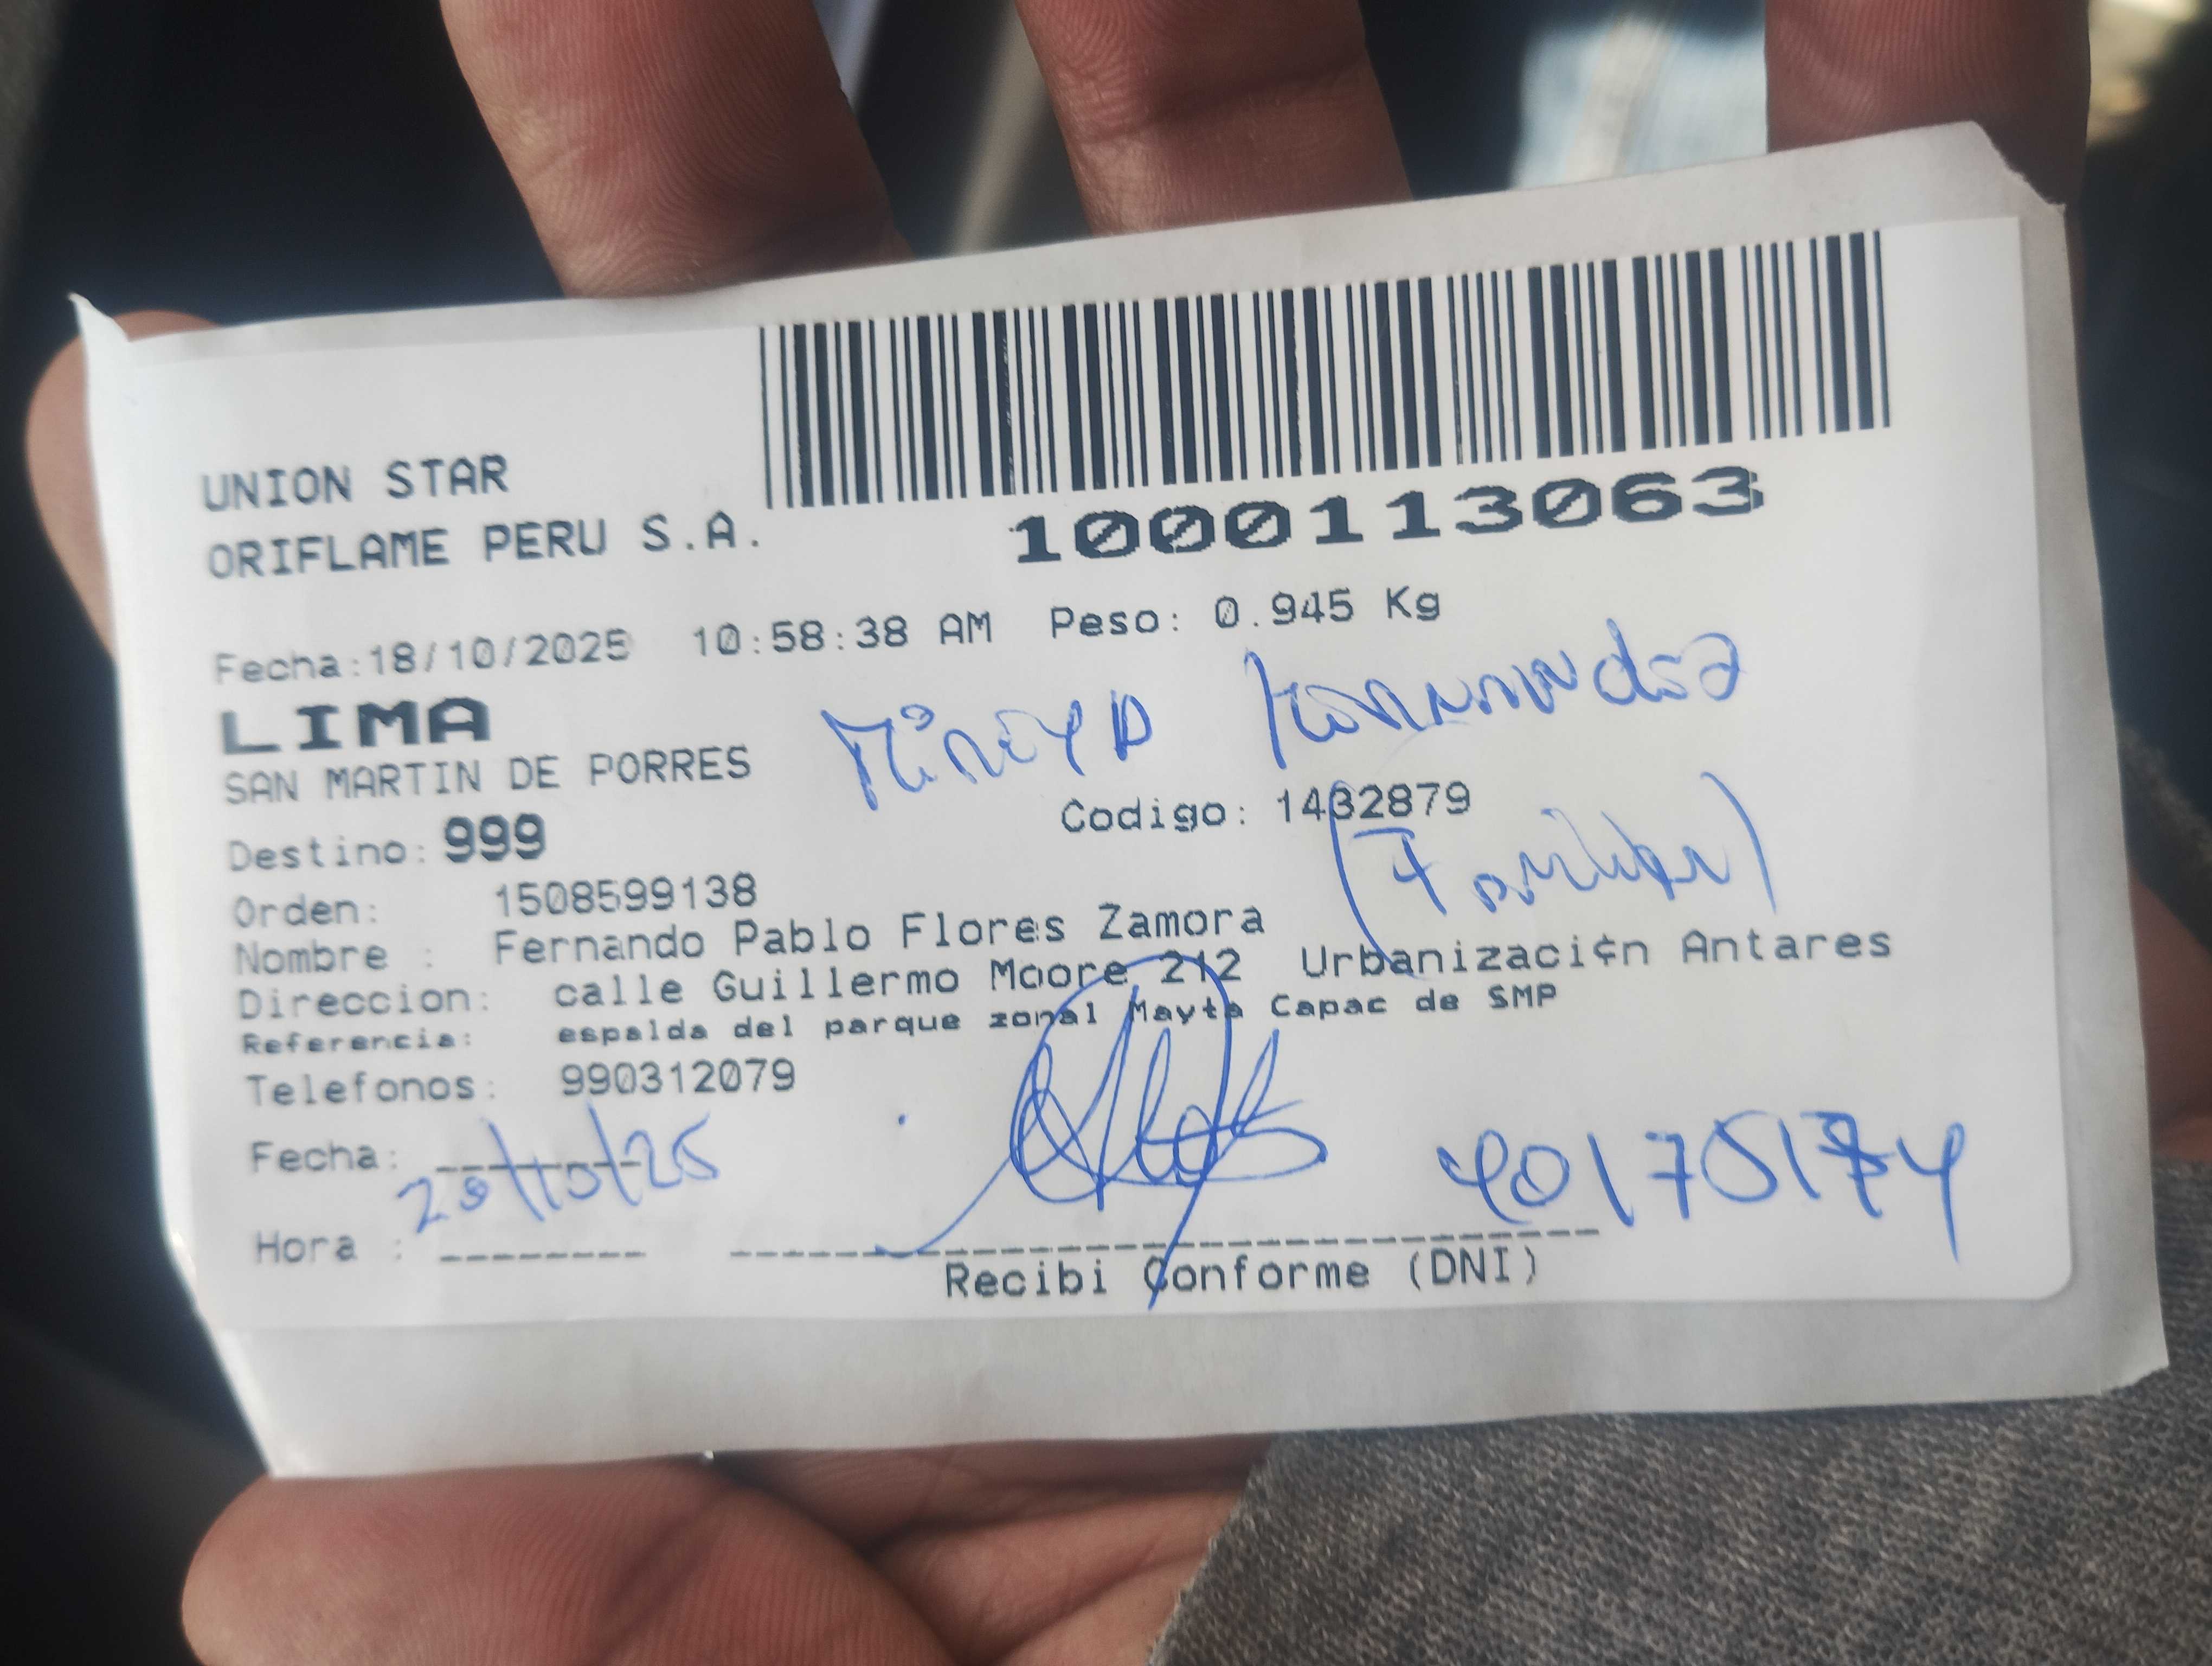 UNION STAR
ORIFLAME PERU S.A.
1000113063
Fecha:18/10/2025 10:58:38 AM Peso: 0.945 Kg
LIMA
SAN MARTIN DE PORRES
Destino: 999
Codigo: 1432879
(Familiar)
Orden: 1508599138
Nombre : Fernando Pablo Flores Zamora
Direccion: calle Guillermo Moore 212 Urbanizaci¢n Antares
Referencia: espalda del parque zonal Mayta Capac de SMP
Telefonos: 990312079
Fecha: /10/25
Hora :
Recibi Conforme (DNI)